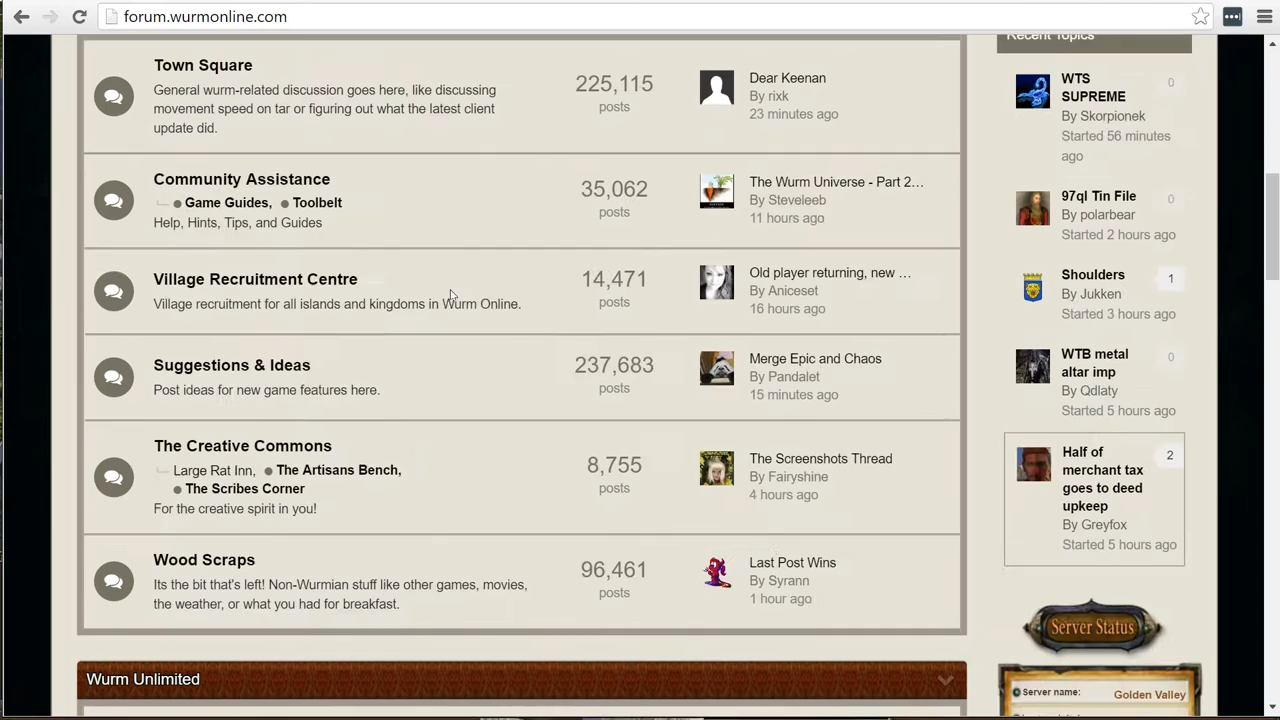 forum.wurmonline.com
Town Square
General wurm-related discussion goes here, like discussing
movement speed on tar or figuring out what the latest client
update did.
225,115
posts
Dear Keenan
By rixk
23 minutes ago
Community Assistance
Game Guides, Toolbelt
Help, Hints, Tips, and Guides
35,062
posts
The Wurm Universe - Part 2...
By Steveleeb
11 hours ago
Village Recruitment Centre
Village recruitment for all islands and kingdoms in Wurm Online.
14,471
posts
Old player returning, new ...
By Aniceset
16 hours ago
Suggestions & Ideas
Post ideas for new game features here.
237,683
posts
Merge Epic and Chaos
By Pandalet
15 minutes ago
The Creative Commons
Large Rat Inn, The Artisans Bench,
The Scribes Corner
For the creative spirit in you!
8,755
posts
The Screenshots Thread
By Fairyshine
4 hours ago
Wood Scraps
Its the bit that's left! Non-Wurmian stuff like other games, movies,
the weather, or what you had for breakfast.
96,461
posts
Last Post Wins
By Syrann
1 hour ago
Wurm Unlimited
Recent Topics
WTS
SUPREME
0
By Skorpionek
Started 56 minutes
ago
97ql Tin File
0
By polarbear
Started 2 hours ago
Shoulders
1
By Jukken
Started 3 hours ago
WTB metal
altar imp
0
By Qdlaty
Started 5 hours ago
Half of
merchant tax
goes to deed
upkeep
2
By Greyfox
Started 5 hours ago
Server Status
Server name: Golden Valley